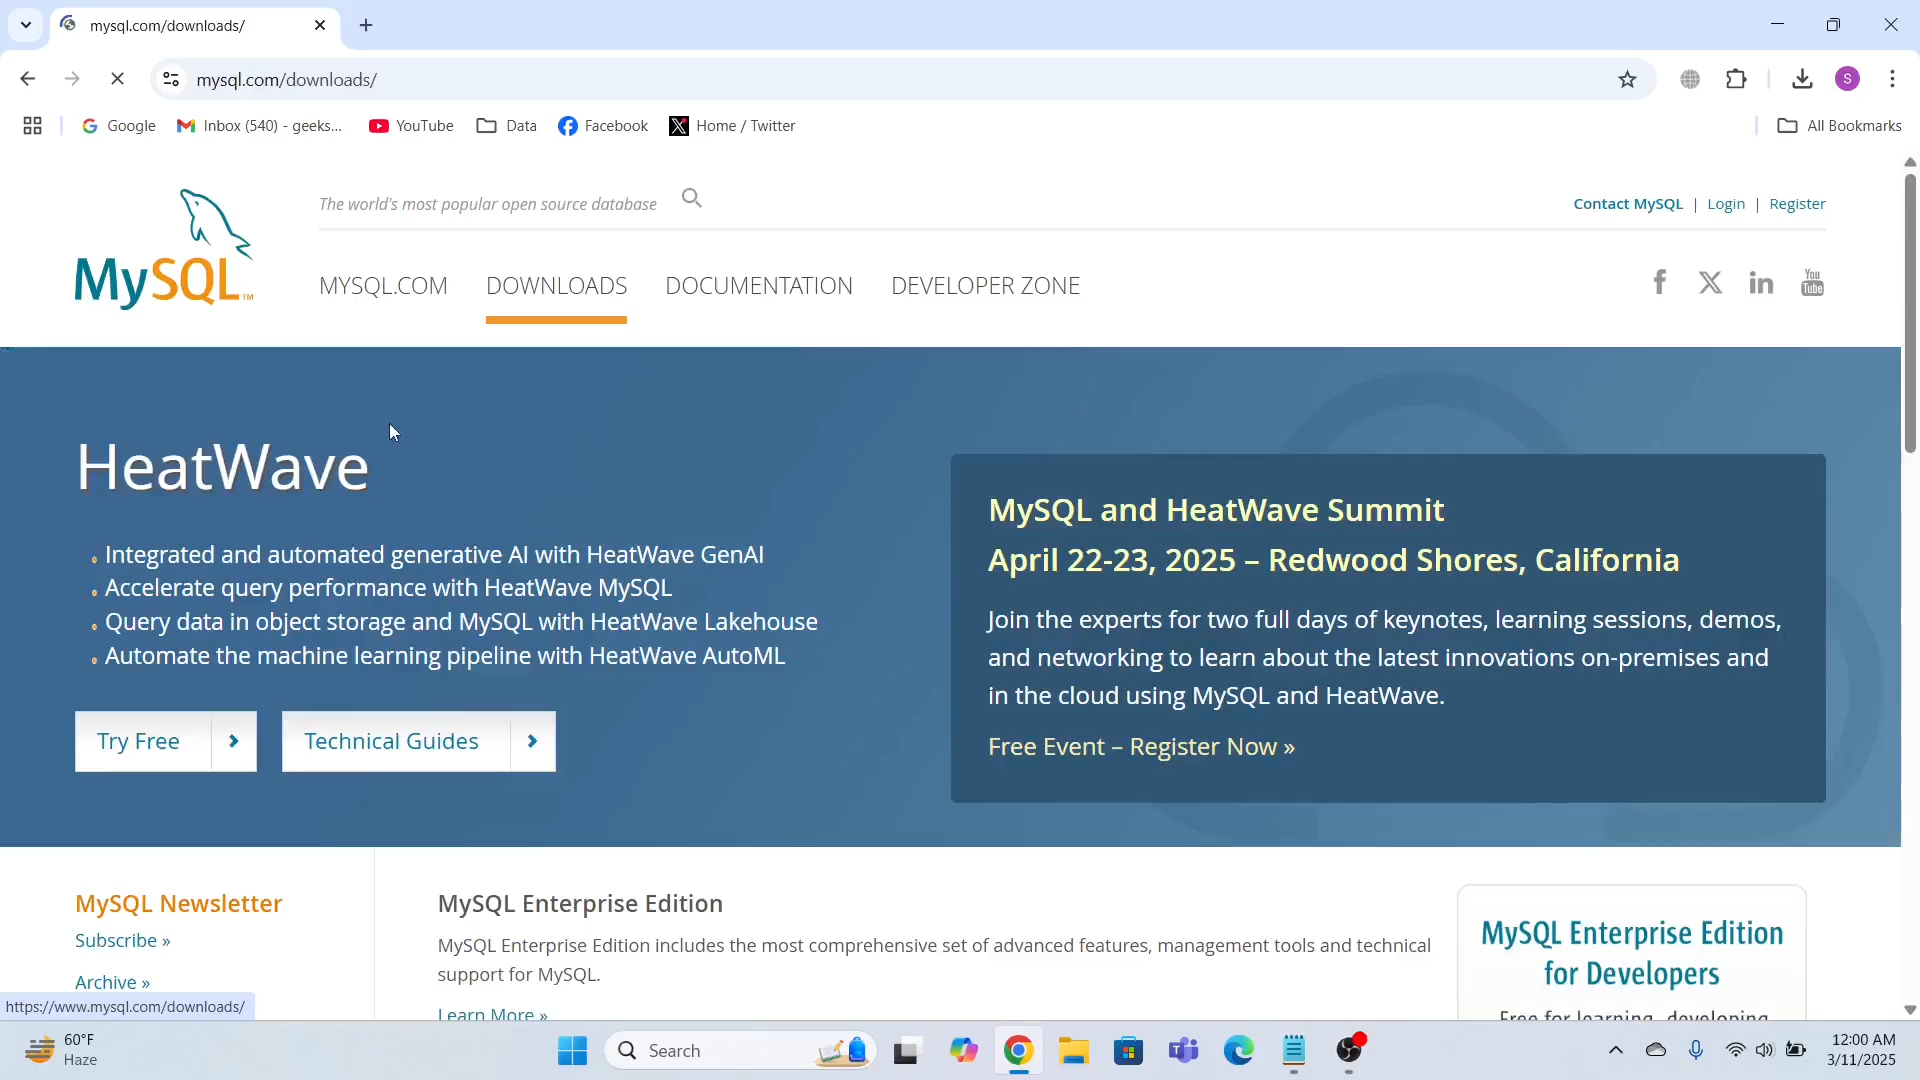 mysql.com/downloads/
mysql.com/downloads/
Google
Inbox (540) - geeks...
YouTube
Data
Facebook
Home / Twitter
All Bookmarks
S
The world's most popular open source database
Contact MySQL | Login | Register
MySQL™
MYSQL.COM
DOWNLOADS
DOCUMENTATION
DEVELOPER ZONE
You Tube
HeatWave
Integrated and automated generative AI with HeatWave GenAI
Accelerate query performance with HeatWave MySQL
Query data in object storage and MySQL with HeatWave Lakehouse
Automate the machine learning pipeline with HeatWave AutoML
Try Free
Technical Guides
MySQL and HeatWave Summit
April 22-23, 2025 – Redwood Shores, California
Join the experts for two full days of keynotes, learning sessions, demos,
and networking to learn about the latest innovations on-premises and
in the cloud using MySQL and HeatWave.
Free Event – Register Now »
MySQL Newsletter
Subscribe »
Archive »
MySQL Enterprise Edition
MySQL Enterprise Edition includes the most comprehensive set of advanced features, management tools and technical
support for MySQL.
Learn More »
MySQL Enterprise Edition
for Developers
Free for learning, developing
https://www.mysql.com/downloads/
60°F
Haze
Search
12:00 AM
3/11/2025